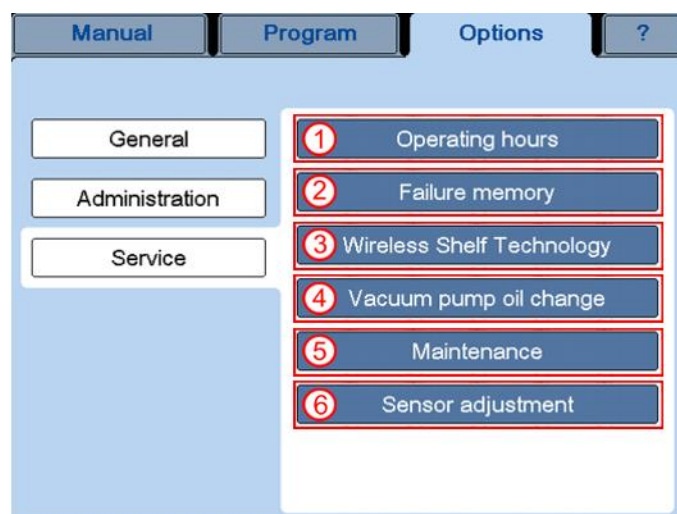 Manual Program Options ?
General
Administration
Service
1 Operating hours
2 Failure memory
3 Wireless Shelf Technology
4 Vacuum pump oil change
5 Maintenance
6 Sensor adjustment